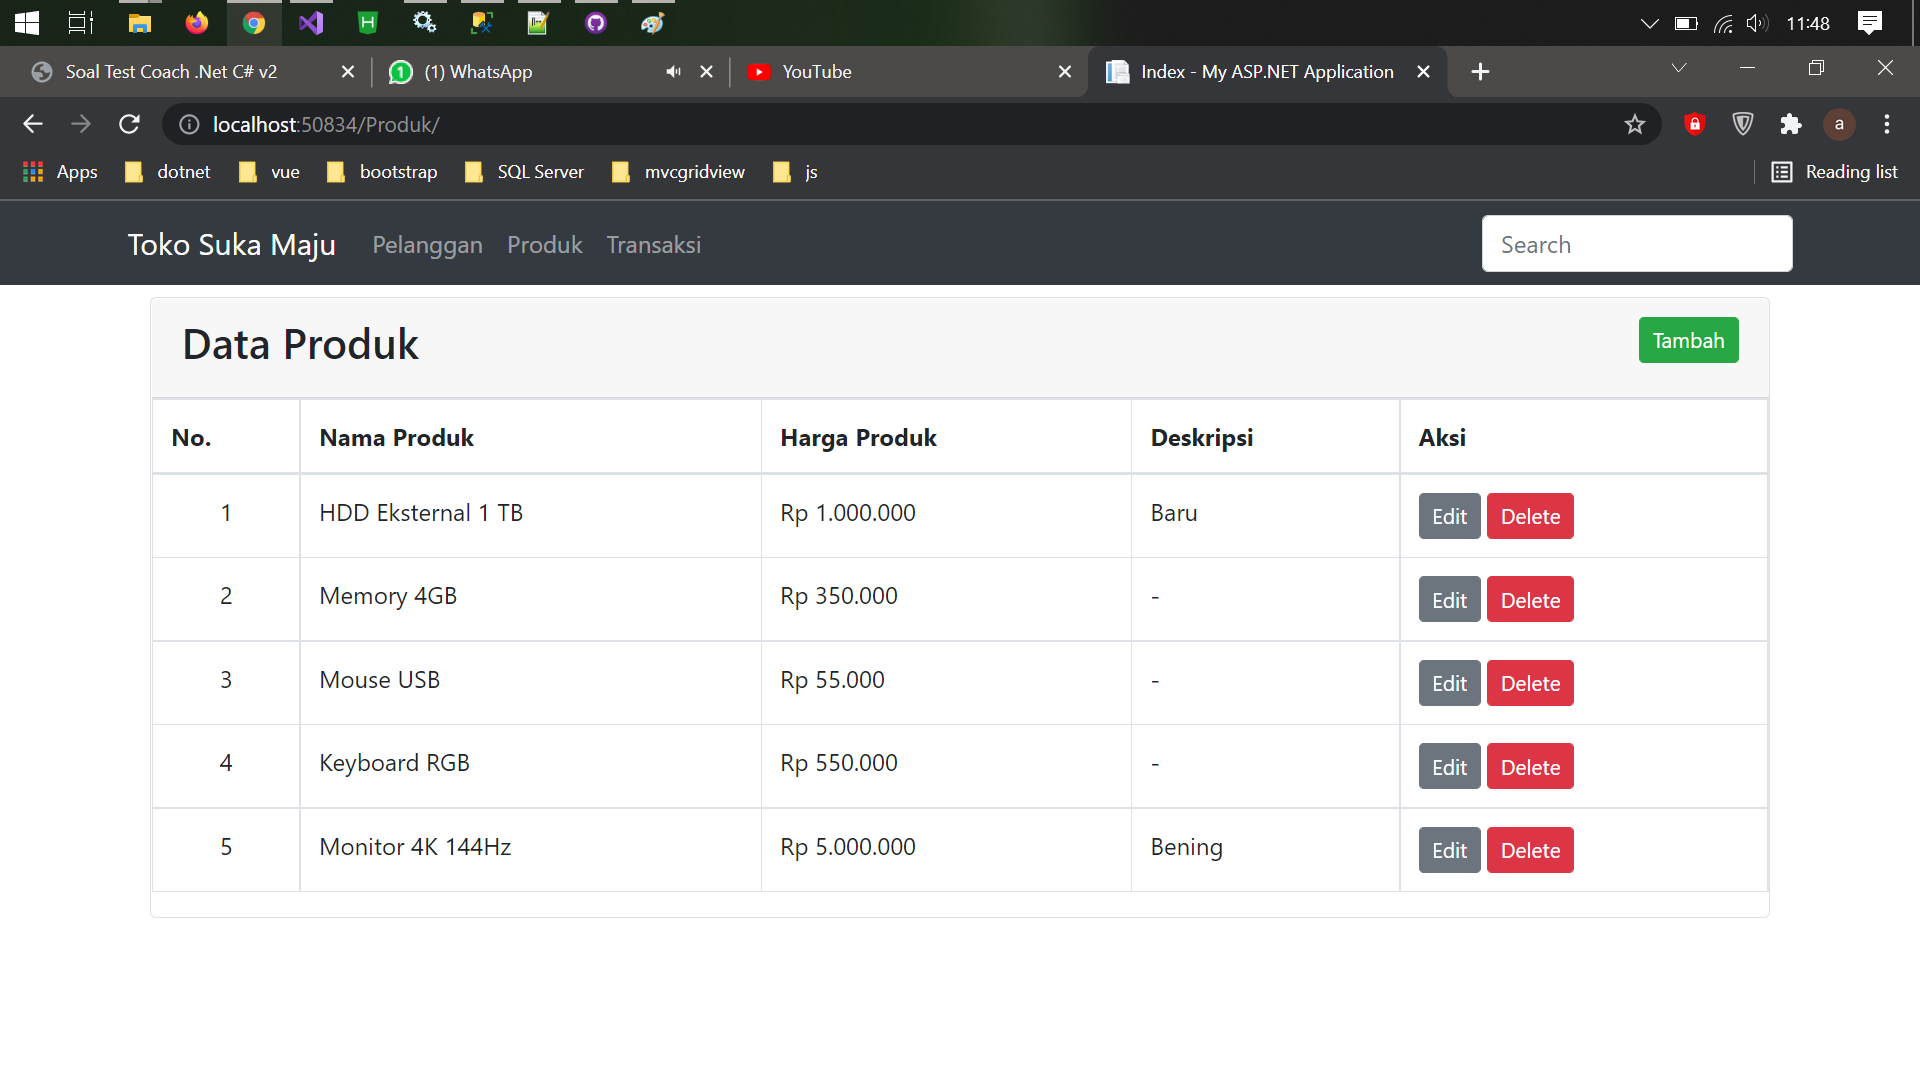 11:48
Soal Test Coach .Net C# v2
(1) WhatsApp
YouTube
Index - My ASP.NET Application
localhost:50834/Produk/
a
Apps dotnet vue bootstrap SQL Server mvcgridview js Reading list
Toko Suka Maju Pelanggan Produk Transaksi Search
Data Produk Tambah
No. Nama Produk Harga Produk Deskripsi Aksi
1 HDD Eksternal 1 TB Rp 1.000.000 Baru Edit Delete
2 Memory 4GB Rp 350.000 - Edit Delete
3 Mouse USB Rp 55.000 - Edit Delete
4 Keyboard RGB Rp 550.000 - Edit Delete
5 Monitor 4K 144Hz Rp 5.000.000 Bening Edit Delete